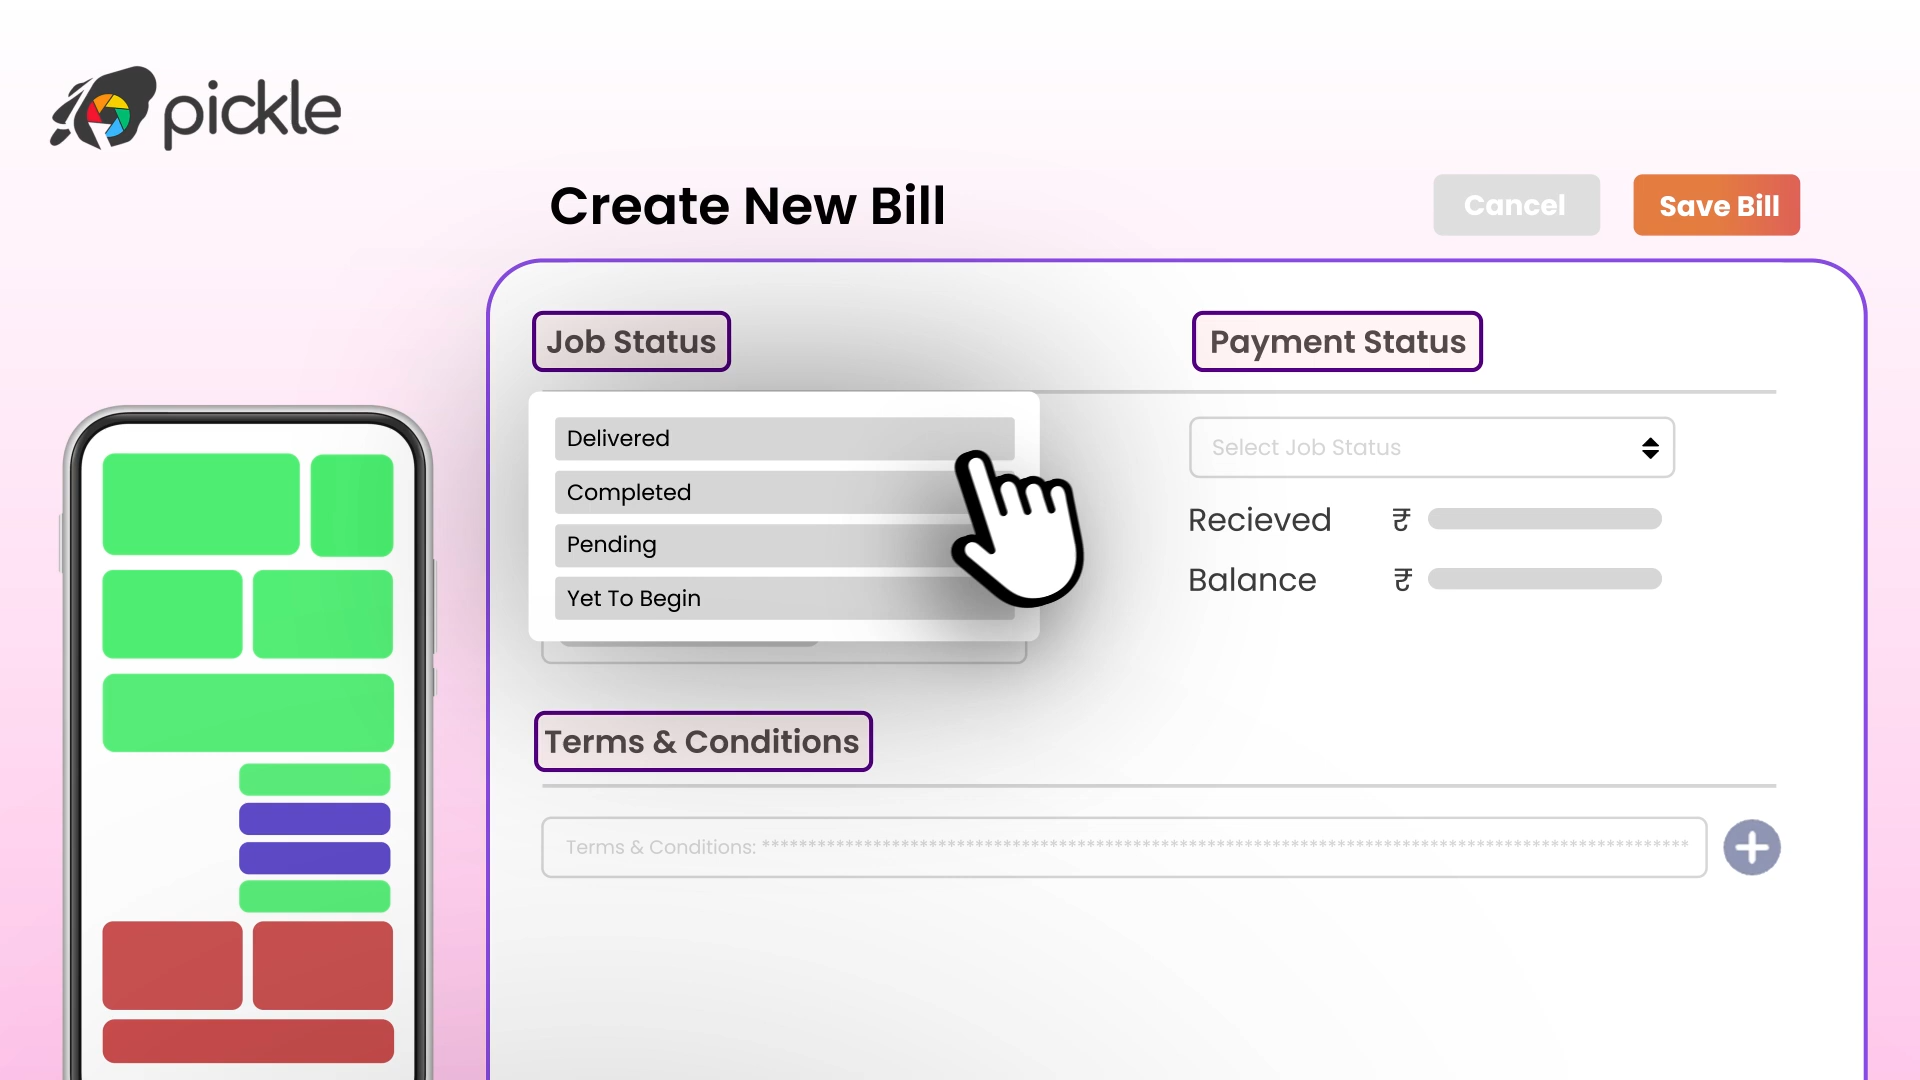 pickle
Create New Bill
Cancel
Save Bill
Job Status
Payment Status
Delivered
Completed
Pending
Yet To Begin
Select Job Status
Recieved ₹
Balance ₹
Terms & Conditions
Terms & Conditions: ****************************************************************************************************